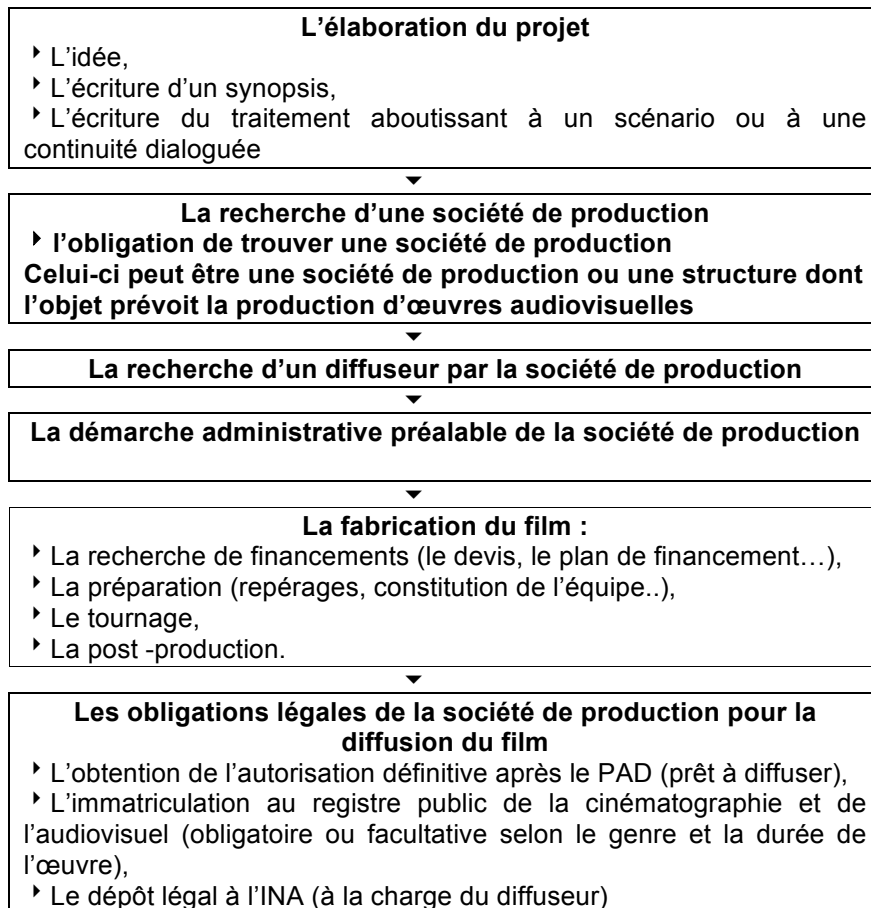 L’élaboration du projet
L’idée,
L’écriture d’un synopsis,
L’écriture du traitement aboutissant à un scénario ou à une
continuité dialoguée
La recherche d’une société de production
l’obligation de trouver une société de production
Celui-ci peut être une société de production ou une structure dont
l’objet prévoit la production d’œuvres audiovisuelles
La recherche d’un diffuseur par la société de production
La démarche administrative préalable de la société de production
La fabrication du film :
La recherche de financements (le devis, le plan de financement…),
La préparation (repérages, constitution de l’équipe..),
Le tournage,
La post -production.
Les obligations légales de la société de production pour la
diffusion du film
L’obtention de l’autorisation définitive après le PAD (prêt à diffuser),
L’immatriculation au registre public de la cinématographie et de
l’audiovisuel (obligatoire ou facultative selon le genre et la durée de
l’œuvre),
Le dépôt légal à l’INA (à la charge du diffuseur)